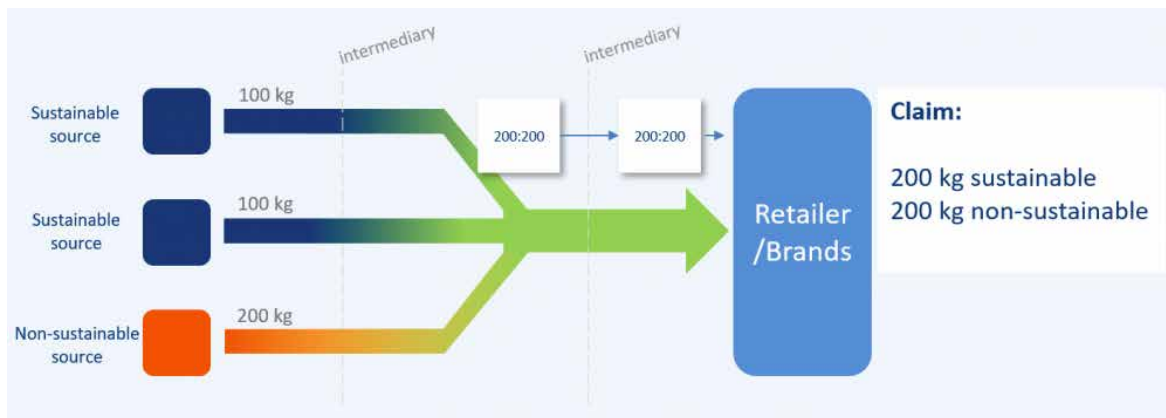 intermediary
intermediary
Sustainable
source
100 kg
200:200
200:200
Claim:
200 kg sustainable
200 kg non-sustainable
Sustainable
source
100 kg
Retailer
/Brands
Non-sustainable
source
200 kg